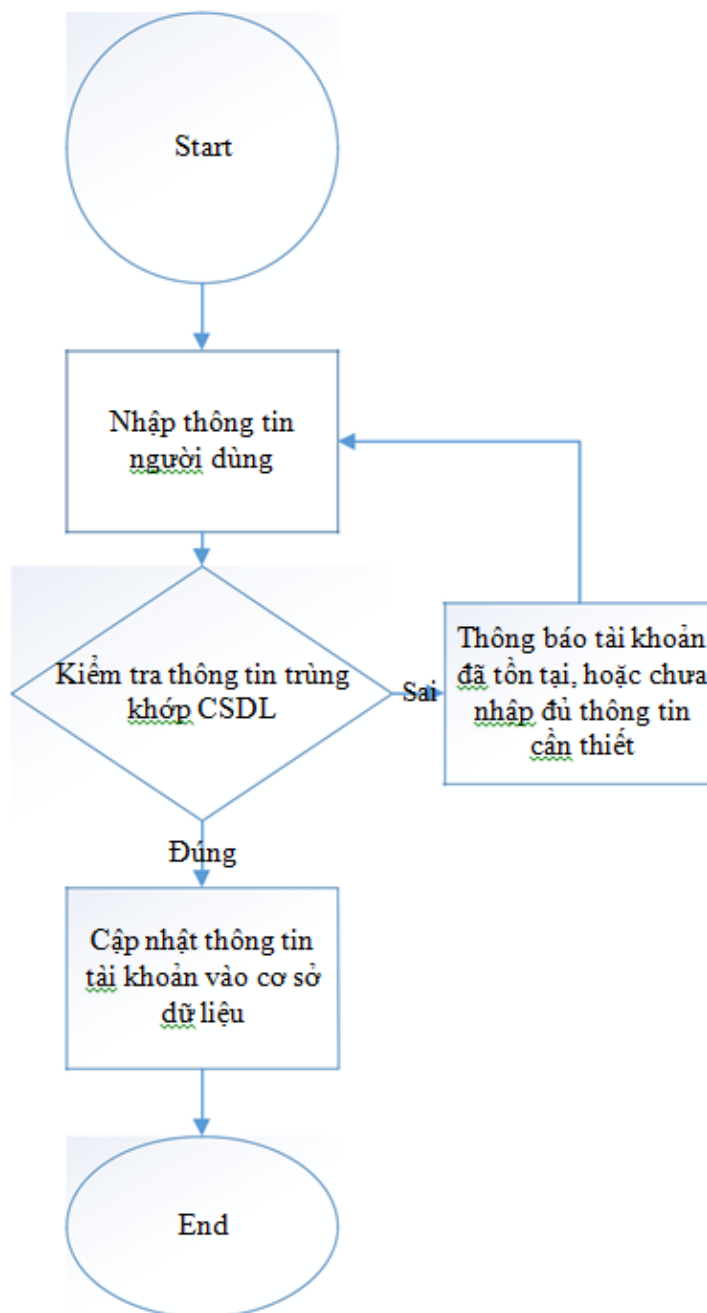 Start
Nhập thông tin
người dùng
Kiểm tra thông tin trùng
khớp CSDL
Sai
Thông báo tài khoản
đã tồn tại, hoặc chưa
nhập đủ thông tin
cần thiết
Đúng
Cập nhật thông tin
tài khoản vào cơ sở
dữ liệu
End